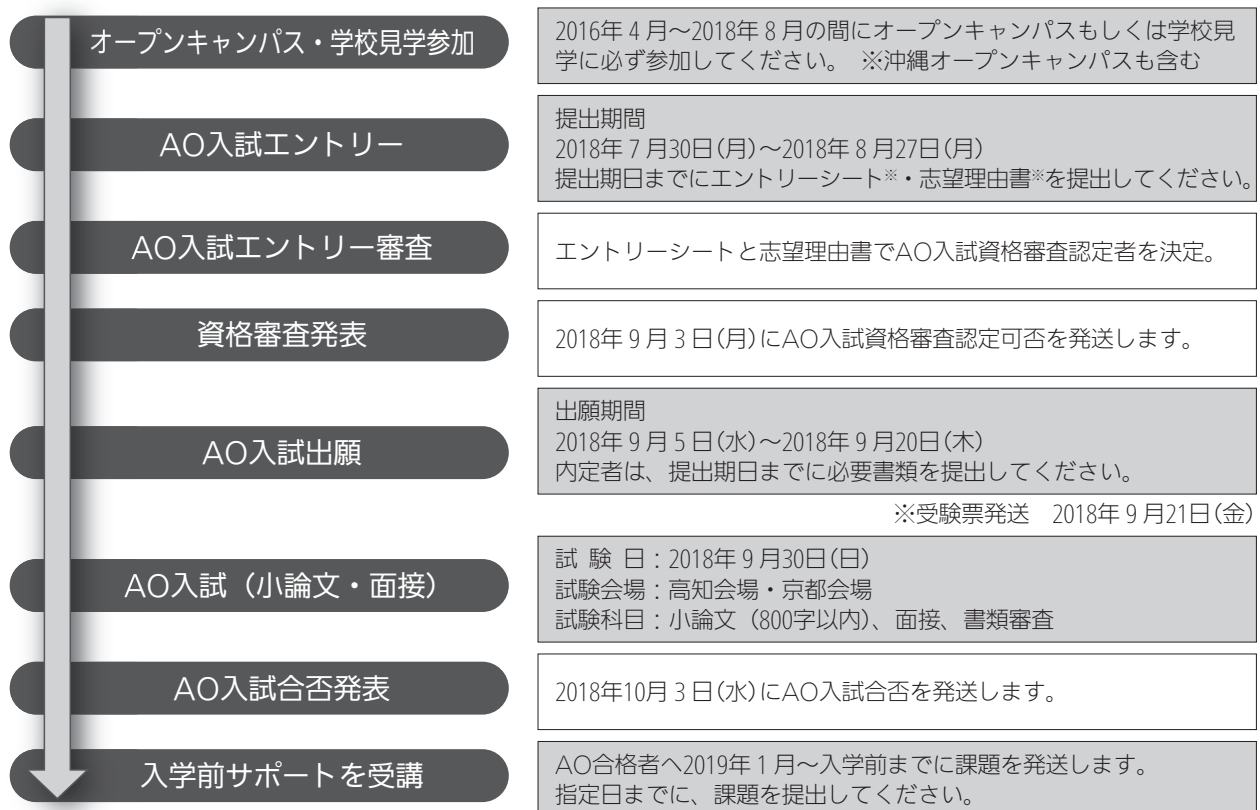 オープンキャンパス・学校見学参加
2016年4月～2018年8月の間にオープンキャンパスもしくは学校見
学に必ず参加してください。 ※沖縄オープンキャンパスも含む
AO入試エントリー
提出期間
2018年7月30日(月)～2018年8月27日(月)
提出期日までにエントリーシート※・志望理由書※を提出してください。
AO入試エントリー審査
エントリーシートと志望理由書でAO入試資格審査認定者を決定。
資格審査発表
2018年9月3日(月)にAO入試資格審査認定可否を発送します。
AO入試出願
出願期間
2018年9月5日(水)～2018年9月20日(木)
内定者は、提出期日までに必要書類を提出してください。
※受験票発送 2018年9月21日(金)
AO入試（小論文・面接）
試 験 日：2018年9月30日(日)
試験会場：高知会場・京都会場
試験科目：小論文（800字以内）、面接、書類審査
AO入試合否発表
2018年10月3日(水)にAO入試合否を発送します。
入学前サポートを受講
AO合格者へ2019年1月～入学前までに課題を発送します。
指定日までに、課題を提出してください。